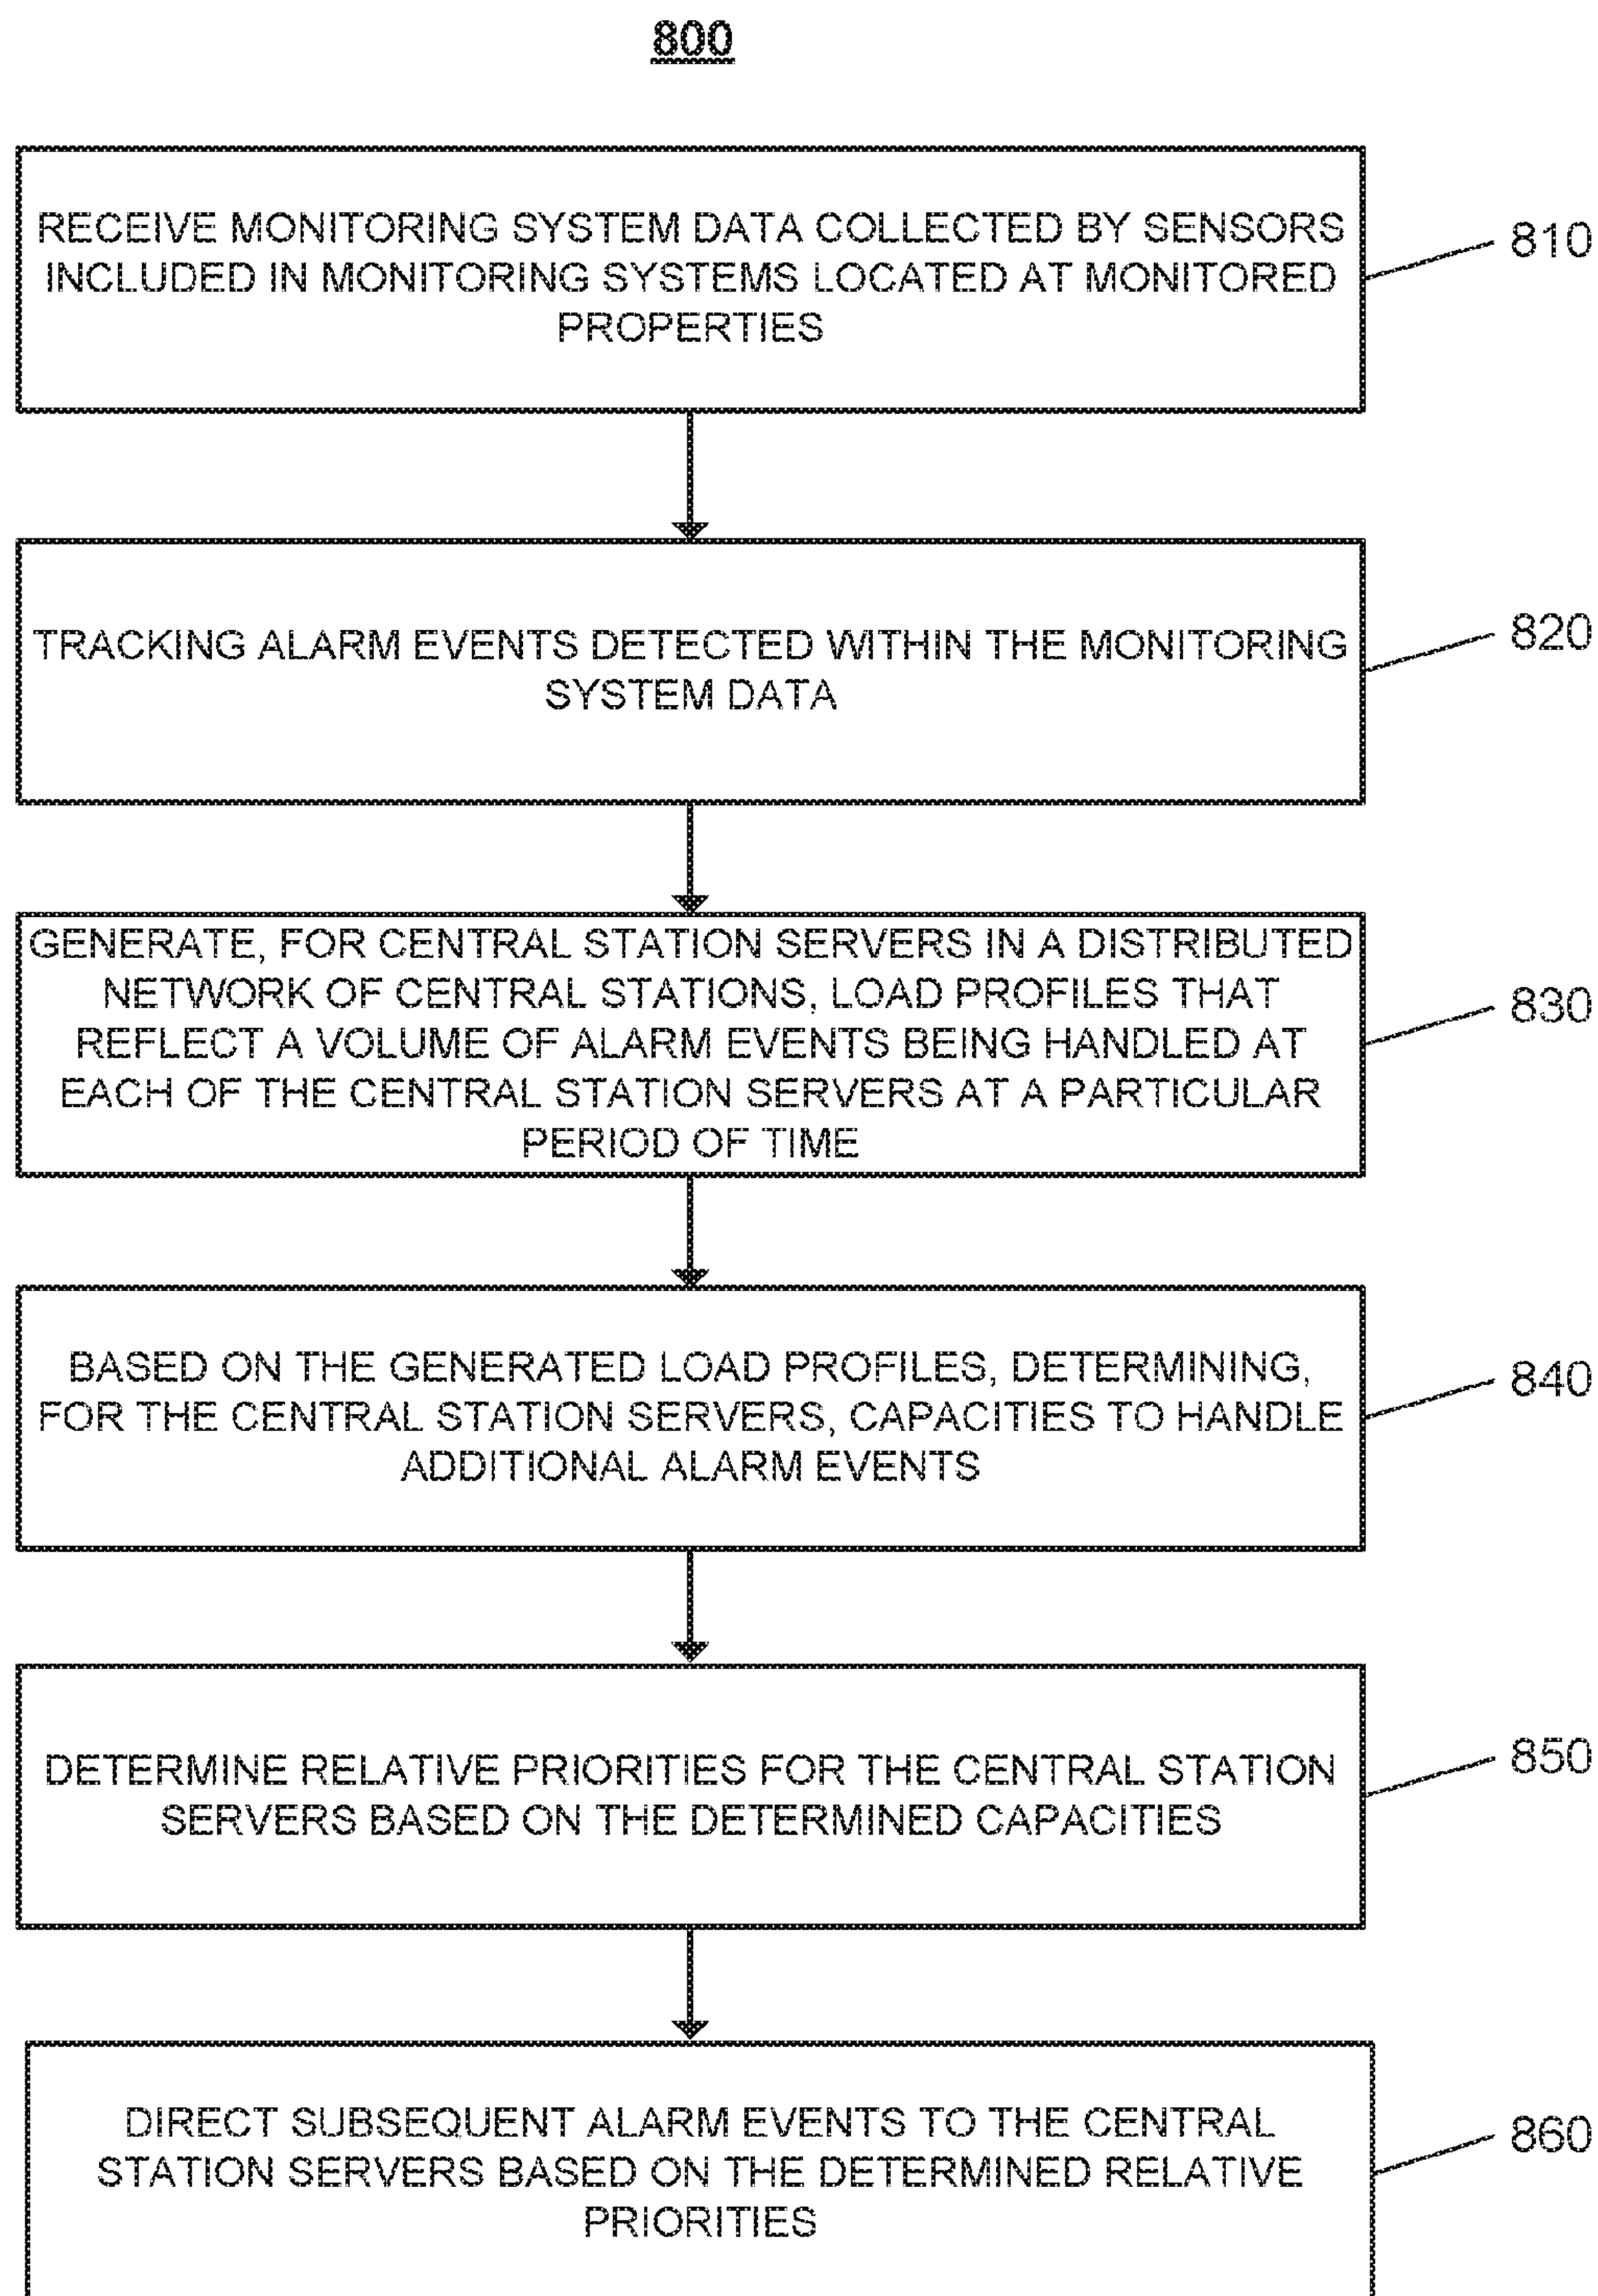 800
RECEIVE MONITORING SYSTEM DATA COLLECTED BY SENSORS
INCLUDED IN MONITORING SYSTEMS LOCATED AT MONITORED
PROPERTIES
810
TRACKING ALARM EVENTS DETECTED WITHIN THE MONITORING
SYSTEM DATA
820
GENERATE, FOR CENTRAL STATION SERVERS IN A DISTRIBUTED
NETWORK OF CENTRAL STATIONS, LOAD PROFILES THAT
REFLECT A VOLUME OF ALARM EVENTS BEING HANDLED AT
EACH OF THE CENTRAL STATION SERVERS AT A PARTICULAR
PERIOD OF TIME
830
BASED ON THE GENERATED LOAD PROFILES, DETERMINING,
FOR THE CENTRAL STATION SERVERS, CAPACITIES TO HANDLE
ADDITIONAL ALARM EVENTS
840
DETERMINE RELATIVE PRIORITIES FOR THE CENTRAL STATION
SERVERS BASED ON THE DETERMINED CAPACITIES
850
DIRECT SUBSEQUENT ALARM EVENTS TO THE CENTRAL
STATION SERVERS BASED ON THE DETERMINED RELATIVE
PRIORITIES
860